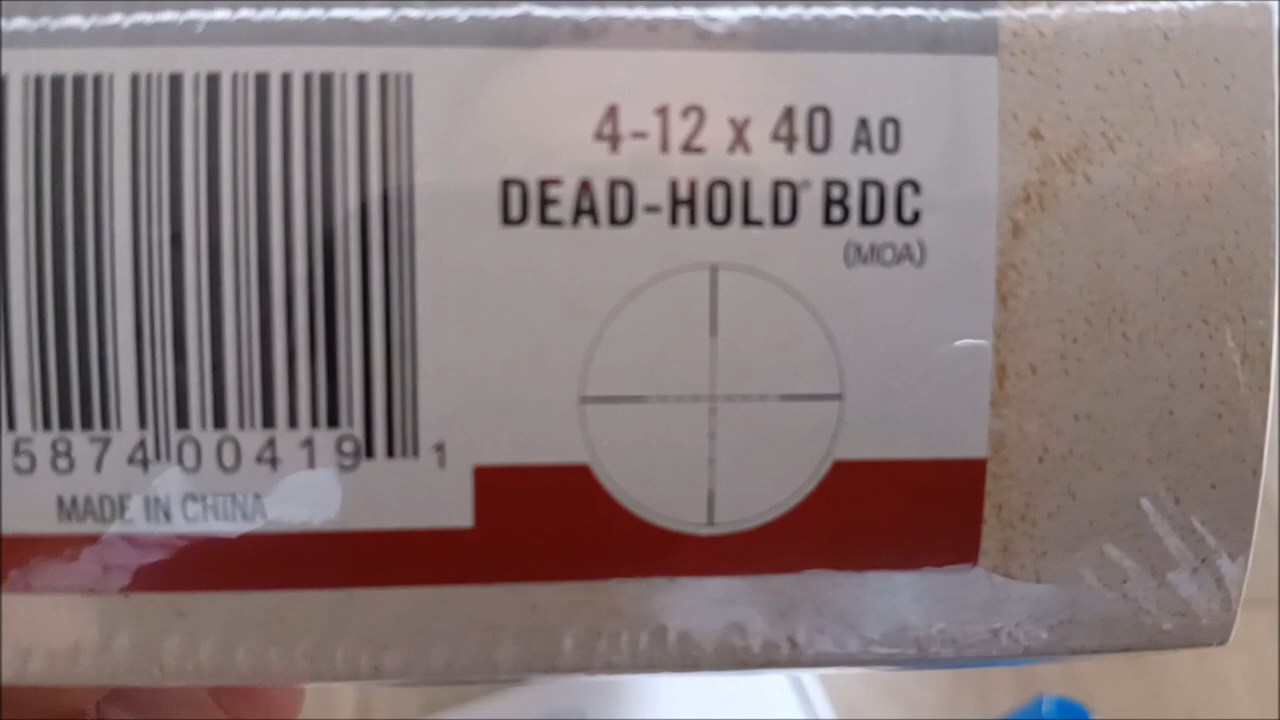 4-12 x 40 AO
DEAD-HOLD® BDC
(MOA)
5874 00419 1
MADE IN CHINA